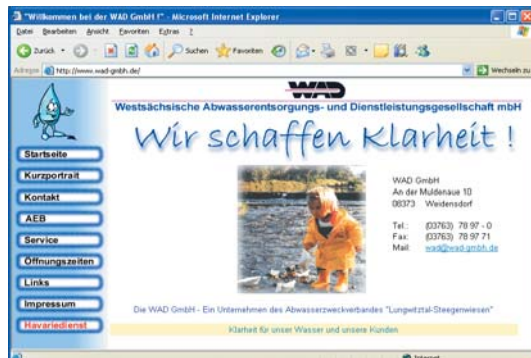 "Willkommen bei der WAD GmbH !" - Microsoft Internet Explorer
Datei Bearbeiten Ansicht Favoriten Extras ?
Zurück Suchen Favoriten
Adresse http://www.wad-gmbh.de/ Wechseln zu
WAD
Westsächsische Abwasserentsorgungs- und Dienstleistungsgesellschaft mbH
Wir schaffen Klarheit !
Startseite
Kurzportrait
Kontakt
AEB
Service
Öffnungszeiten
Links
Impressum
Havariedienst
WAD GmbH
An der Muldenaue 10
08373 Weidensdorf
Tel.: (03763) 78 97 - 0
Fax: (03763) 78 97 71
Mail: wad@wad-gmbh.de
Die WAD GmbH - Ein Unternehmen des Abwasserzweckverbandes "Lungwitztal-Steegenwiesen"
Klarheit für unser Wasser und unsere Kunden
Internet